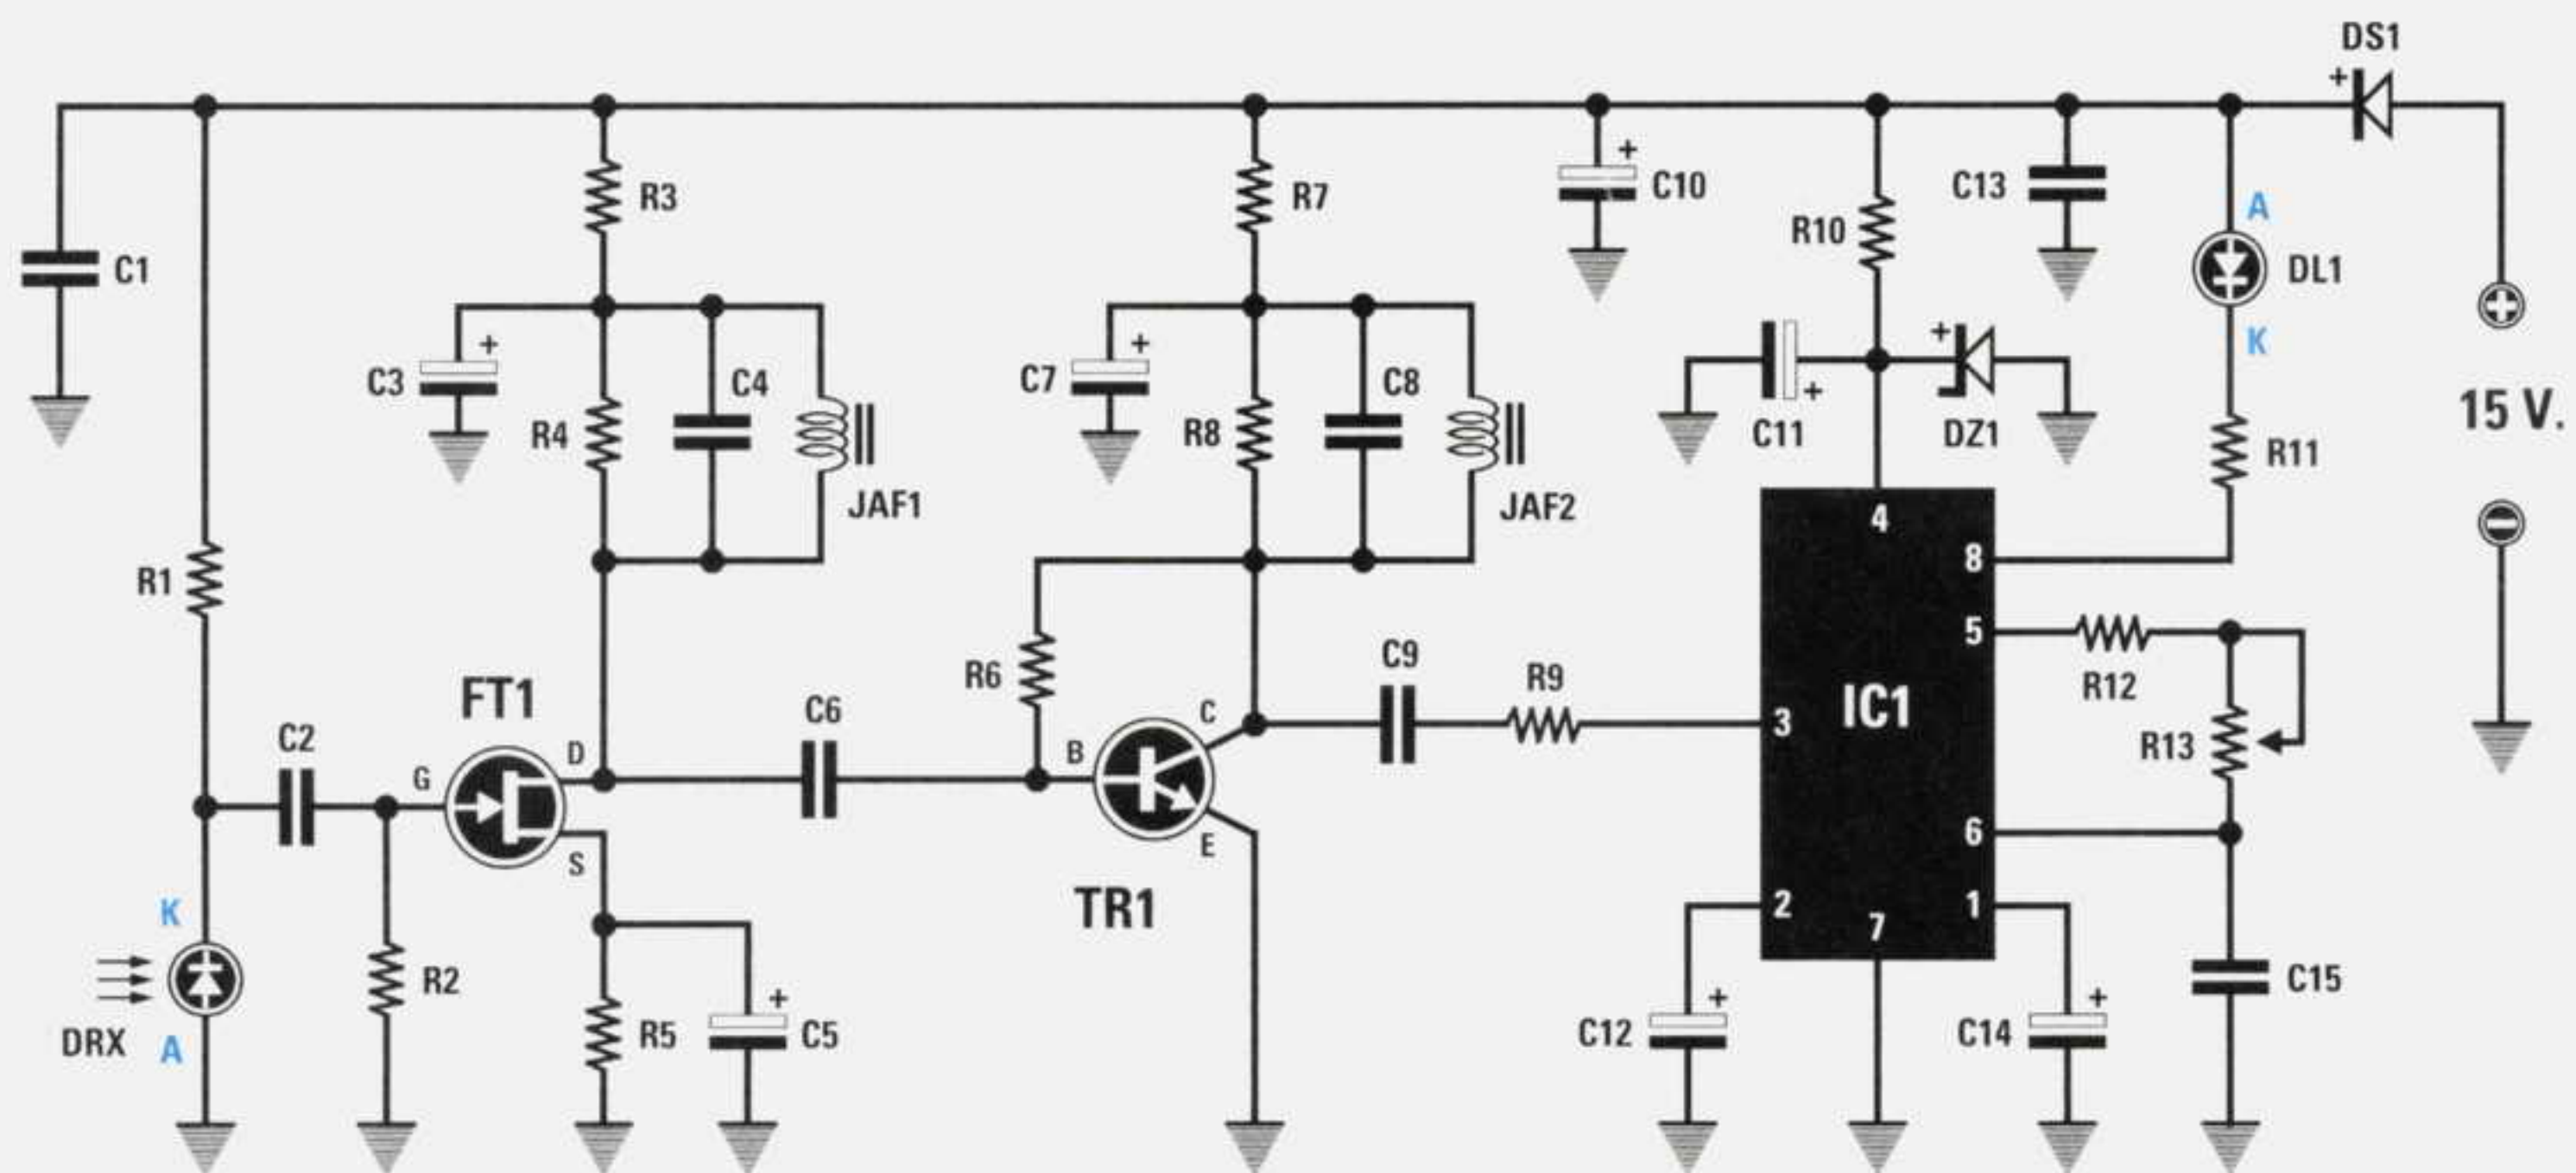 DS1
+
R3
R7
+
C10
C13
A
R10
C1
DL1
+
C3
C4
+
C7
C8
+
K
15 V.
R4
R8
C11
+
DZ1
R11
JAF1
JAF2
4
8
R1
5
R12
FT1
R6
C9
R9
IC1
C2
C6
C
3
R13
G
D
B
S
E
6
K
TR1
2
7
1
R2
+
+
+
C15
DRX
A
R5
C5
C12
C14